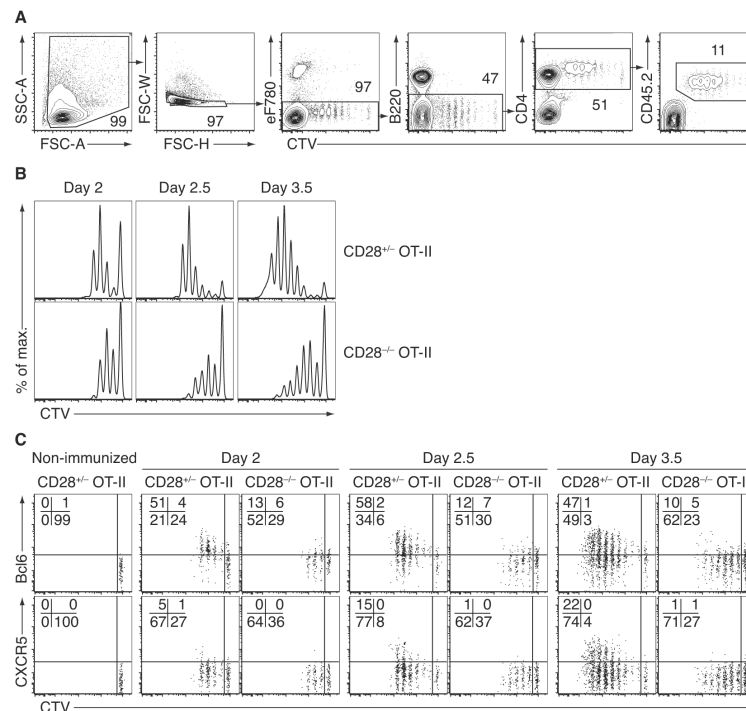 A
SSC-A
99
FSC-A
FSC-W
97
FSC-H
eF780
97
CTV
B220
47
CD4
51
CD45.2
11
B
Day 2
Day 2.5
Day 3.5
CD28+/– OT-II
CD28–/– OT-II
% of max.
CTV
C
Non-immunized
Day 2
Day 2.5
Day 3.5
CD28+/– OT-II
CD28+/– OT-II
CD28–/– OT-II
CD28+/– OT-II
CD28–/– OT-II
CD28+/– OT-II
CD28–/– OT-II
Bcl6
0 1 51 4 13 6 58 2 12 7 47 1 10 5
0 99 21 24 52 29 34 6 51 30 49 3 62 23
CXCR5
0 0 5 1 0 0 15 0 1 0 22 0 1 1
0 100 67 27 64 36 77 8 62 37 74 4 71 27
CTV